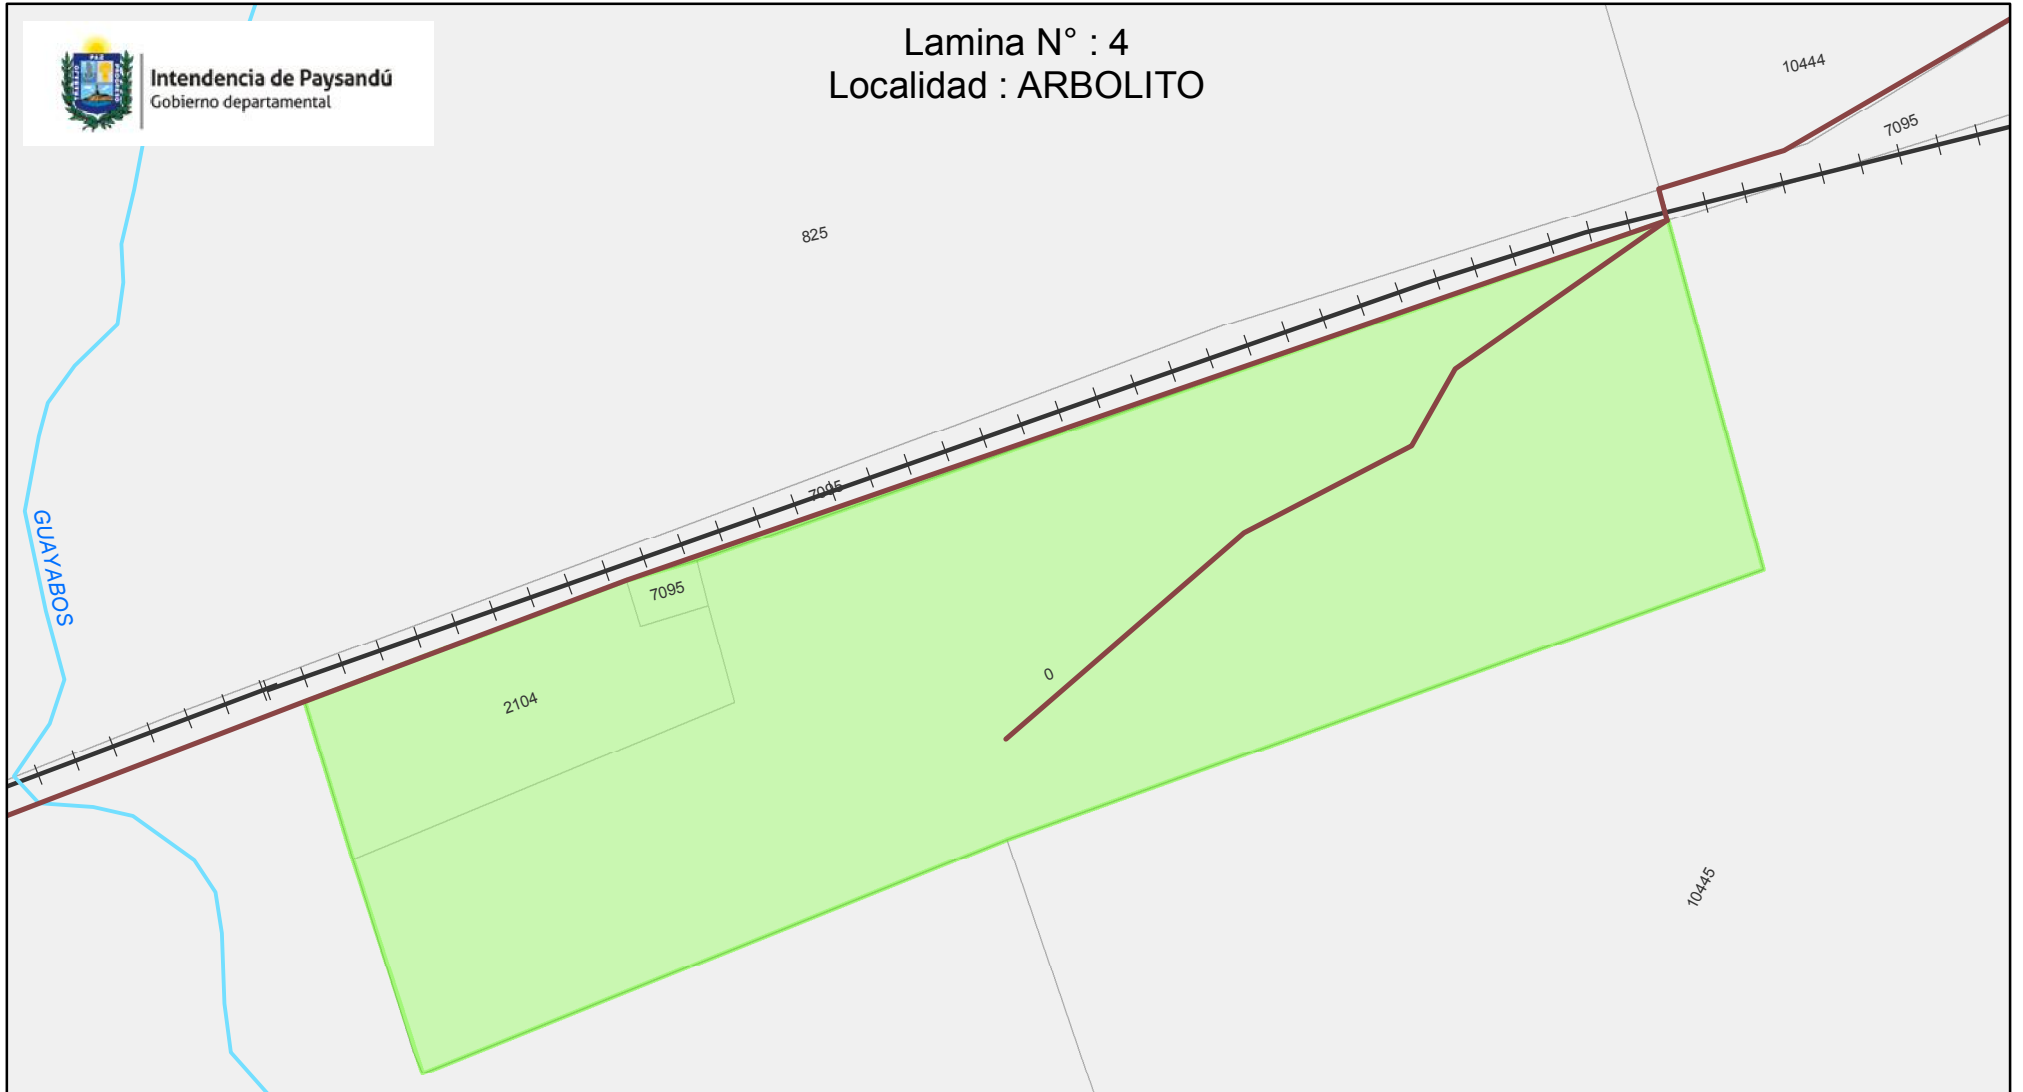 Lamina N° : 4
Localidad : ARBOLITO
Intendencia de Paysandú
Gobierno departamental
10444
7095
825
7095
GUAYABOS
7095
2104
0
10445